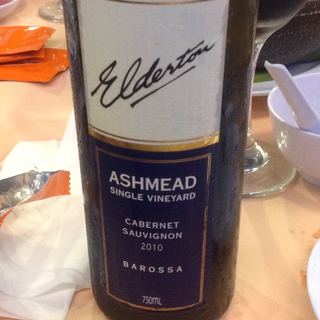 Elderton
ASHMEAD
SINGLE VINEYARD
CABERNET
SAUVIGNON
2010
BAROSSA
750ML